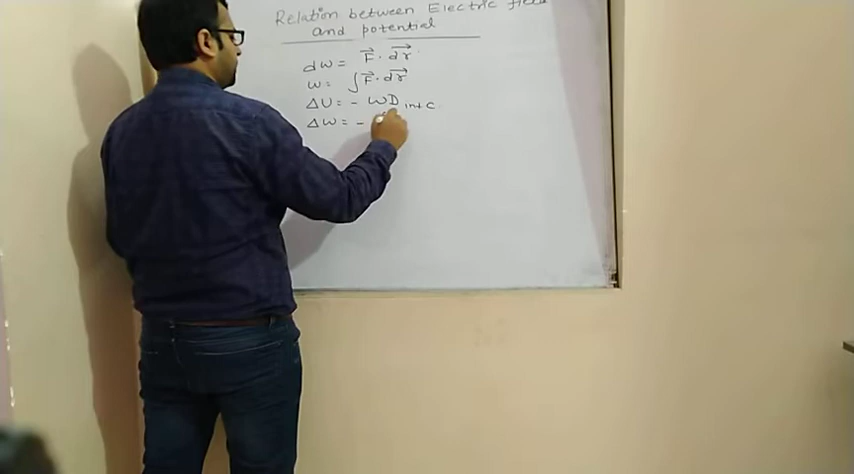 Relation between Electric field
and potential
dw = F⃗ · dr⃗
w = ∫F⃗ · dr⃗
ΔU = - WD int c.
Δw = -